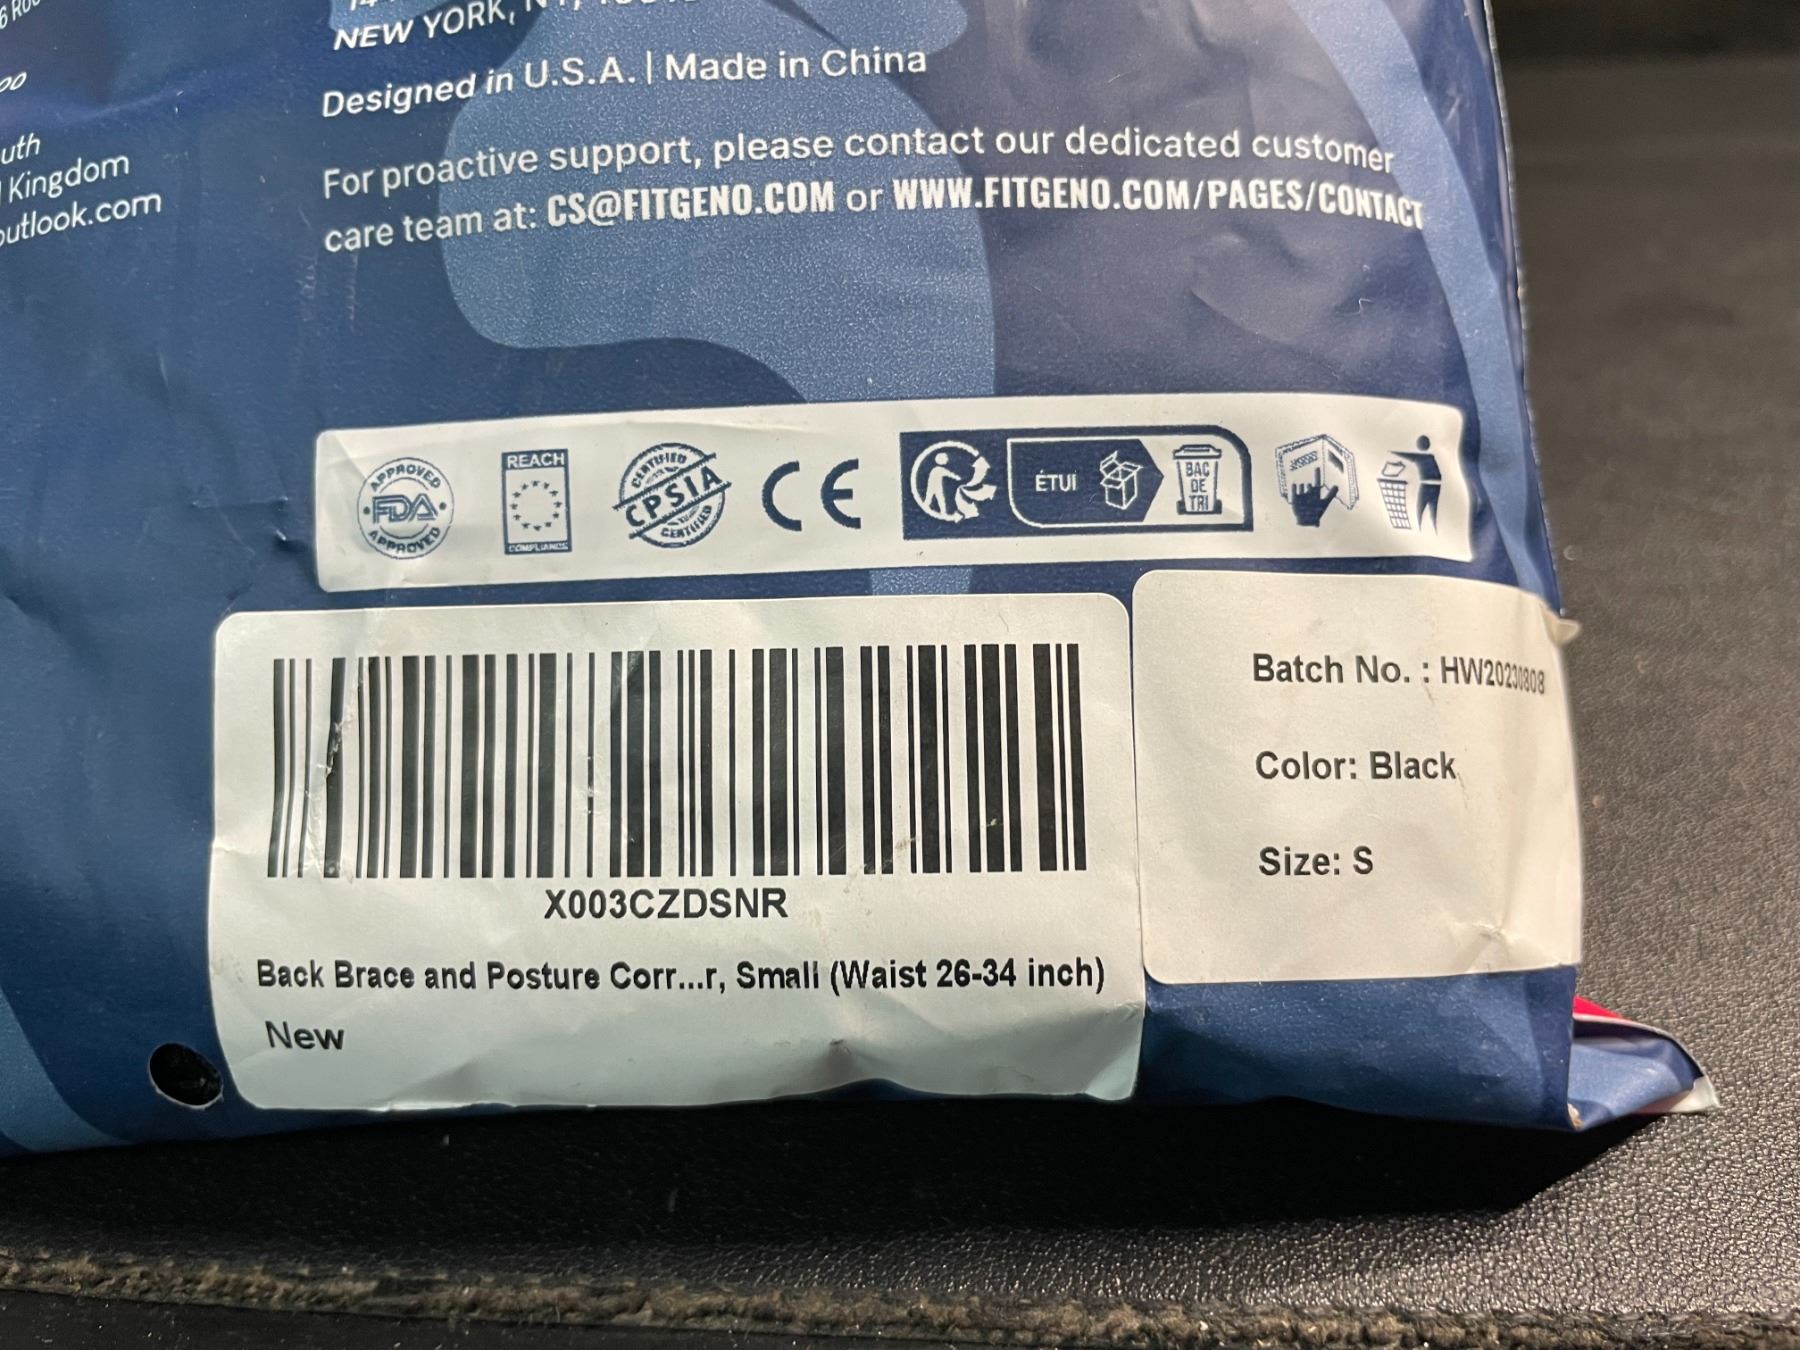 uth
Kingdom
outlook.com
NEW YORK, NY,
Designed in U.S.A. | Made in China
For proactive support, please contact our dedicated customer
care team at: CS@FITGENO.COM or WWW.FITGENO.COM/PAGES/CONTACT
APPROVED
FDA
APPROVED
REACH
COMPLIANCE
CERTIFIED
CPSIA
CERTIFIED
CE
ÉTUI
BAC
DE
TRI
X003CZDSNR
Back Brace and Posture Corr...r, Small (Waist 26-34 inch)
New
Batch No. : HW20230808
Color: Black
Size: S